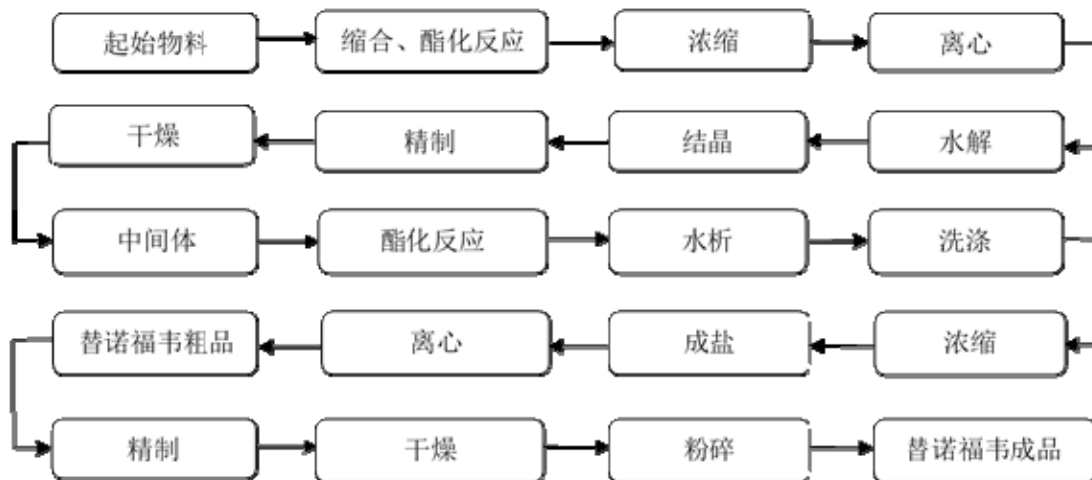 起始物料
缩合、酯化反应
浓缩
离心
干燥
精制
结晶
水解
中间体
酯化反应
水析
洗涤
替诺福韦粗品
离心
成盐
浓缩
精制
干燥
粉碎
替诺福韦成品